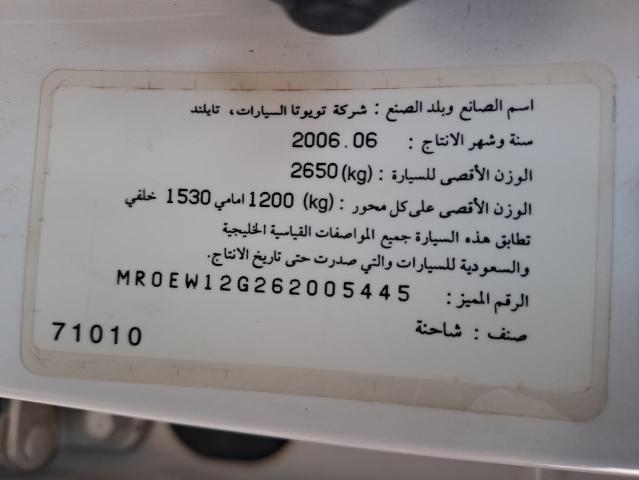 اسم الصانع وبلد الصنع : شركة تويوتا السيارات، تايلند
سنة وشهر الانتاج : 2006.06
الوزن الأقصى للسيارة : (kg) 2650
الوزن الأقصى على كل محور : (kg) 1200 امامي 1530 خلفي
تطابق هذه السيارة جميع المواصفات القياسية الخليجية
والسعودية للسيارات والتي صدرت حتى تاريخ الانتاج.
الرقم المميز : MR0EW12G262005445
صنف : شاحنة
71010